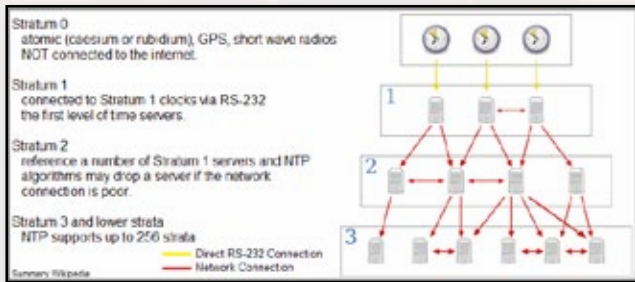 Stratum 0
atomic (caesium or rubidium), GPS, short wave radios
NOT connected to the internet.
Stratum 1
connected to Stratum 1 clocks via RS-232
the first level of time servers.
Stratum 2
reference a number of Stratum 1 servers and NTP
algorithms may drop a server if the network
connection is poor.
Stratum 3 and lower strata
NTP supports up to 256 strata
Direct RS-232 Connection
Network Connection
Summary Wikipedia
1
2
3